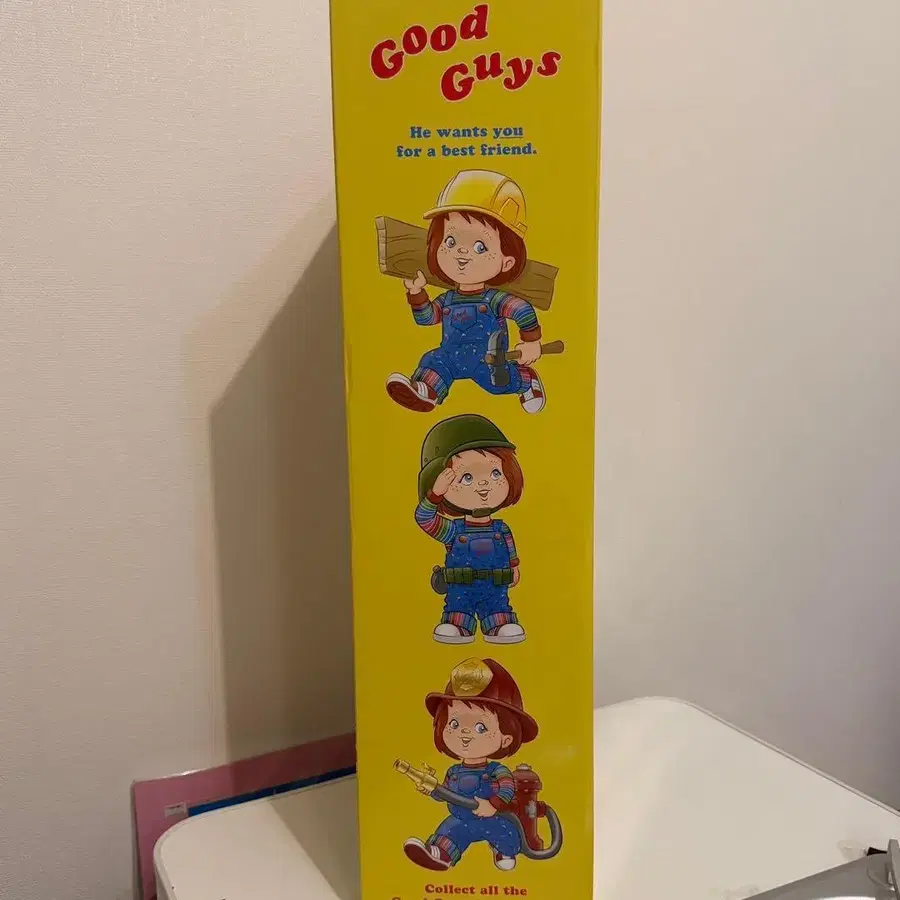 Good
Guys
He wants you
for a best friend.
Collect all the